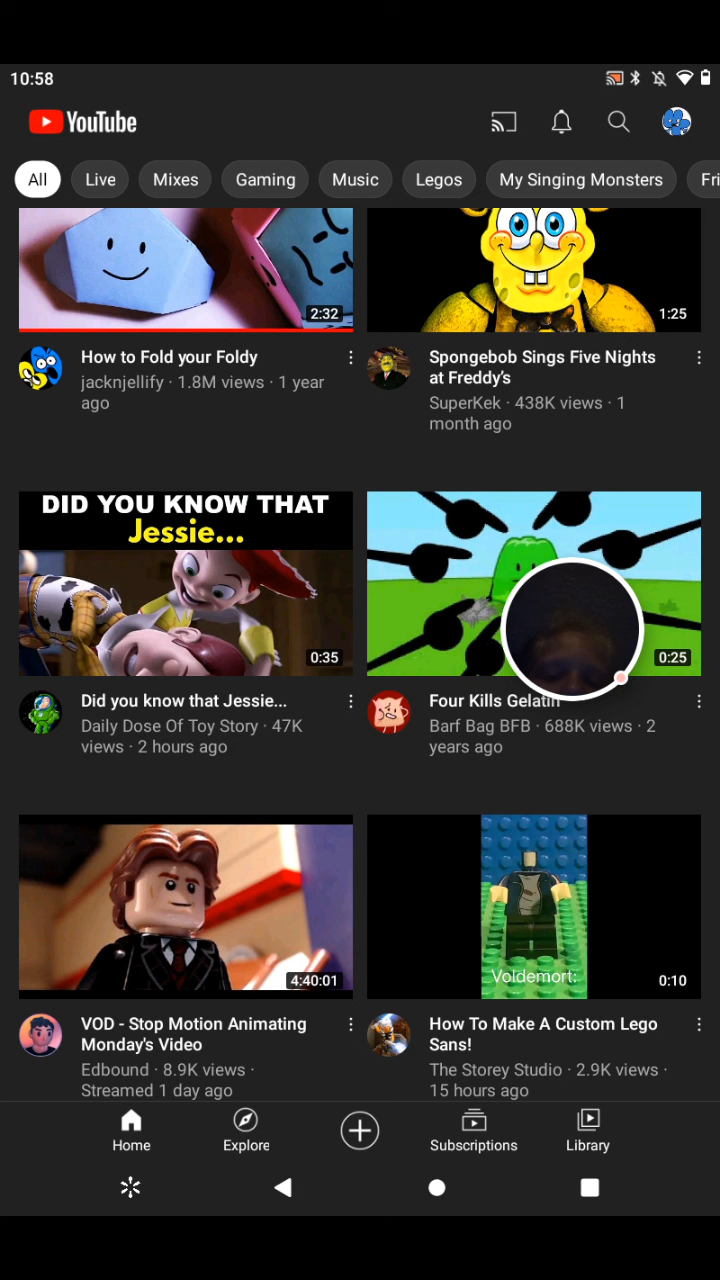 10:58
YouTube
All Live Mixes Gaming Music Legos My Singing Monsters Fri
2:32
1:25
How to Fold your Foldy
jacknjellify · 1.8M views · 1 year
ago
Spongebob Sings Five Nights
at Freddy's
SuperKek · 438K views · 1
month ago
DID YOU KNOW THAT
Jessie...
0:35
0:25
Did you know that Jessie...
Daily Dose Of Toy Story · 47K
views · 2 hours ago
Four Kills Gelatin
Barf Bag BFB · 688K views · 2
years ago
4:40:01
Voldemort:
0:10
VOD - Stop Motion Animating
Monday's Video
Edbound · 8.9K views ·
Streamed 1 day ago
How To Make A Custom Lego
Sans!
The Storey Studio · 2.9K views ·
15 hours ago
Home Explore Subscriptions Library